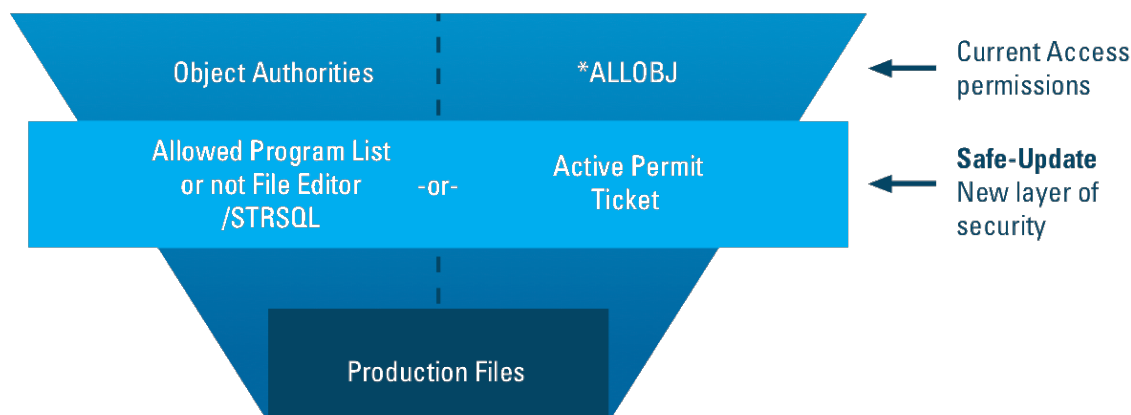 Object Authorities
*ALLOBJ
Current Access
permissions
Allowed Program List
or not File Editor
/STRSQL
-or-
Active Permit
Ticket
Safe-Update
New layer of
security
Production Files